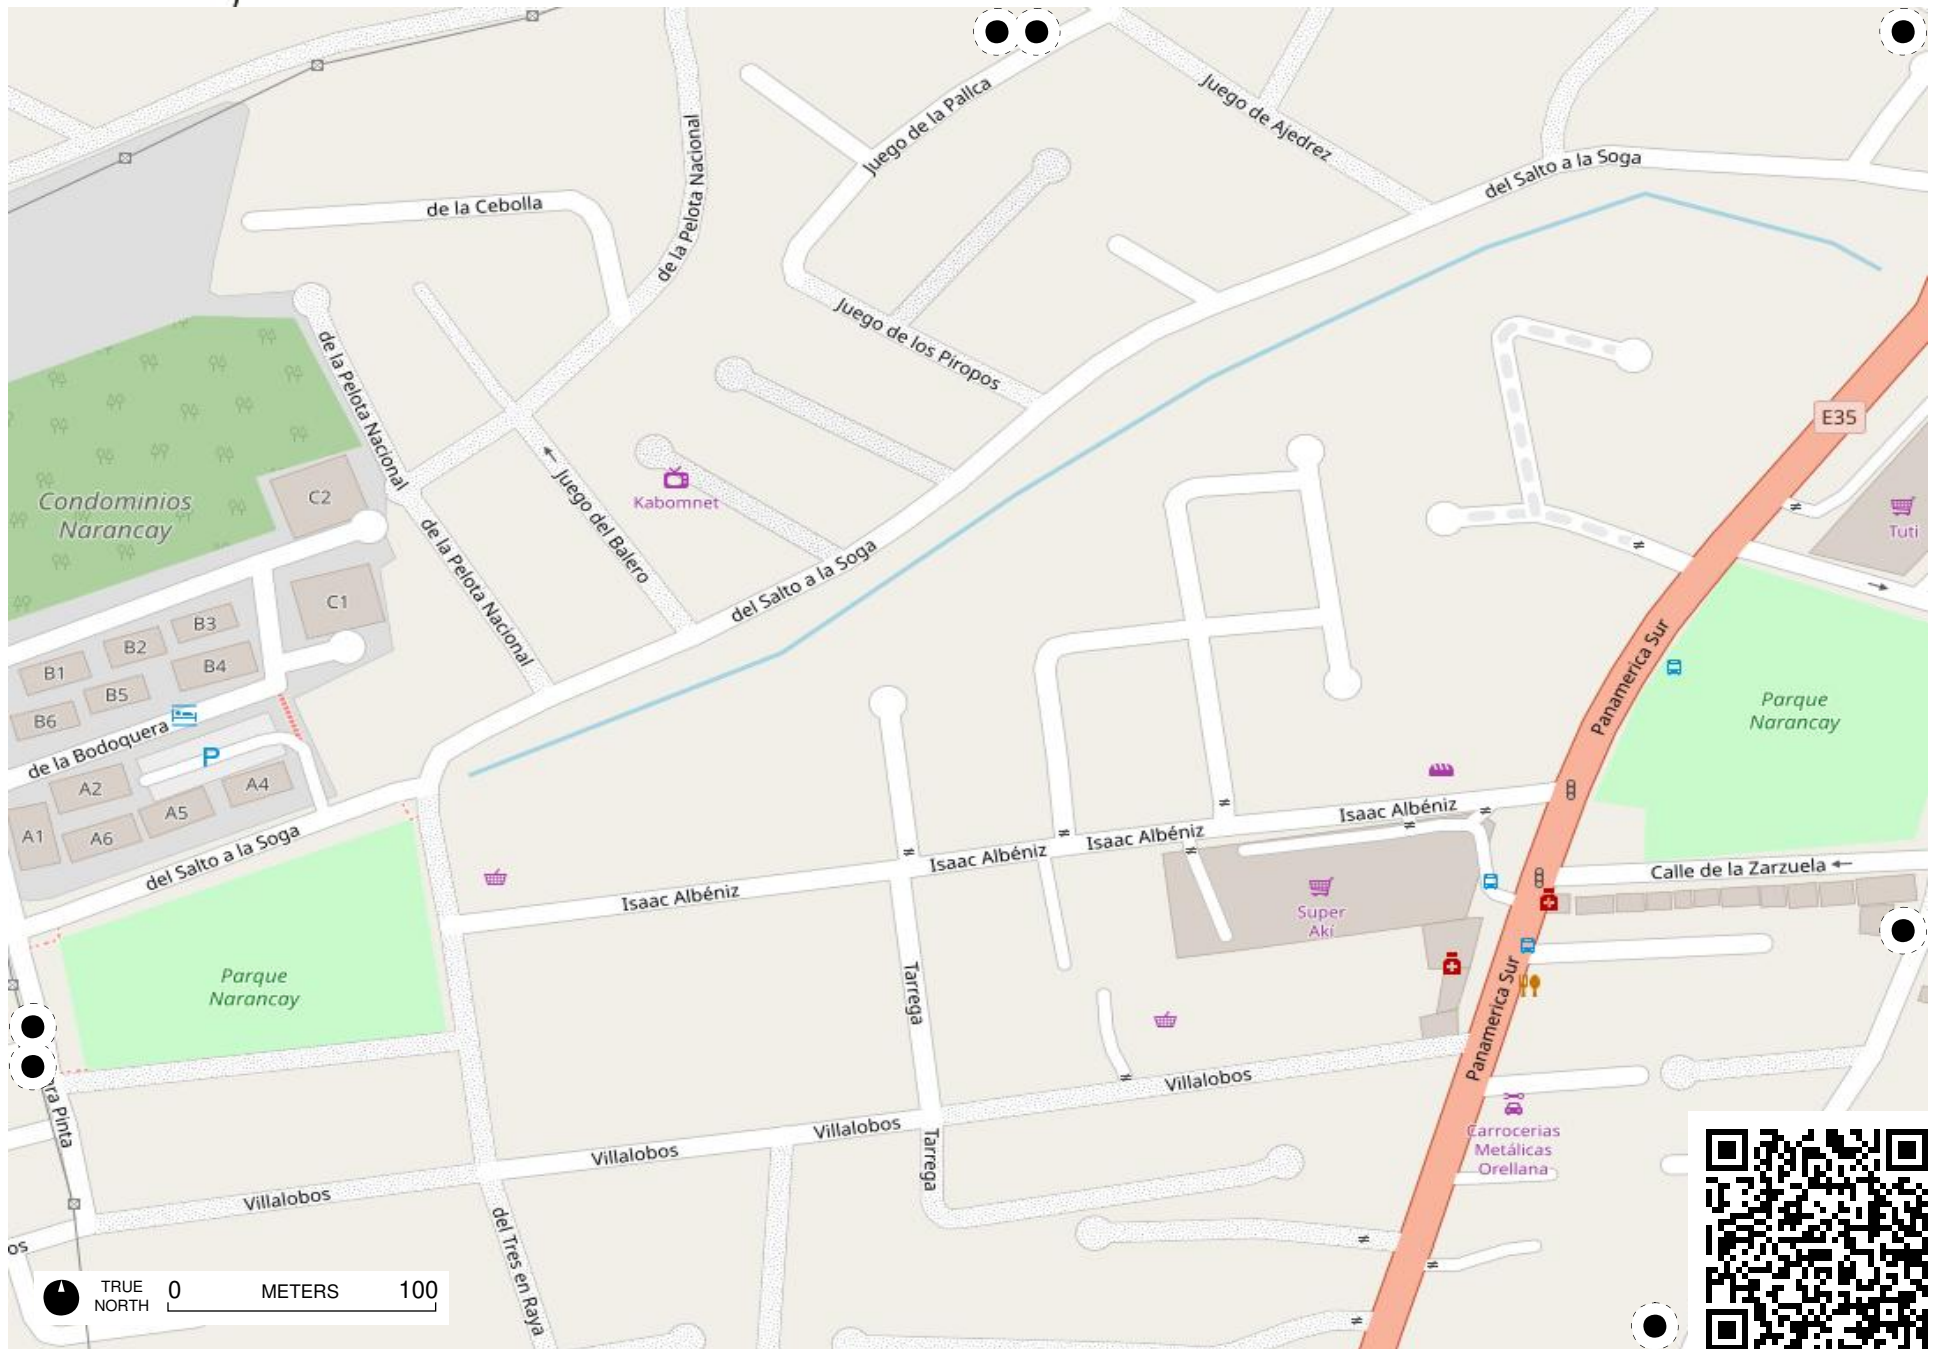 Juego de la Pallca
Juego de Ajedrez
del Salto a la Soga
de la Pelota Nacional
de la Cebolla
Juego de los Piropos
de la Pelota Nacional
E35
Condominios
Narancay
C2
Kabomnet
Tuti
Juego del Balero
de la Pelota Nacional
del Salto a la Soga
C1
B3
B2
B4
B1
B5
B6
de la Bodoquera
P
A2
A4
A5
A1
A6
del Salto a la Soga
Panamerica Sur
Parque
Narancay
Isaac Albéniz
Isaac Albéniz
Isaac Albéniz
Isaac Albéniz
Calle de la Zarzuela
Super
Akí
Parque
Narancay
Tarrega
Panamerica Sur
Villalobos
Villalobos
Villalobos
Villalobos
Tarrega
ra Pinta
Carrocerias
Metálicas
Orellana
del Tres en Raya
os
TRUE
NORTH
0 METERS 100